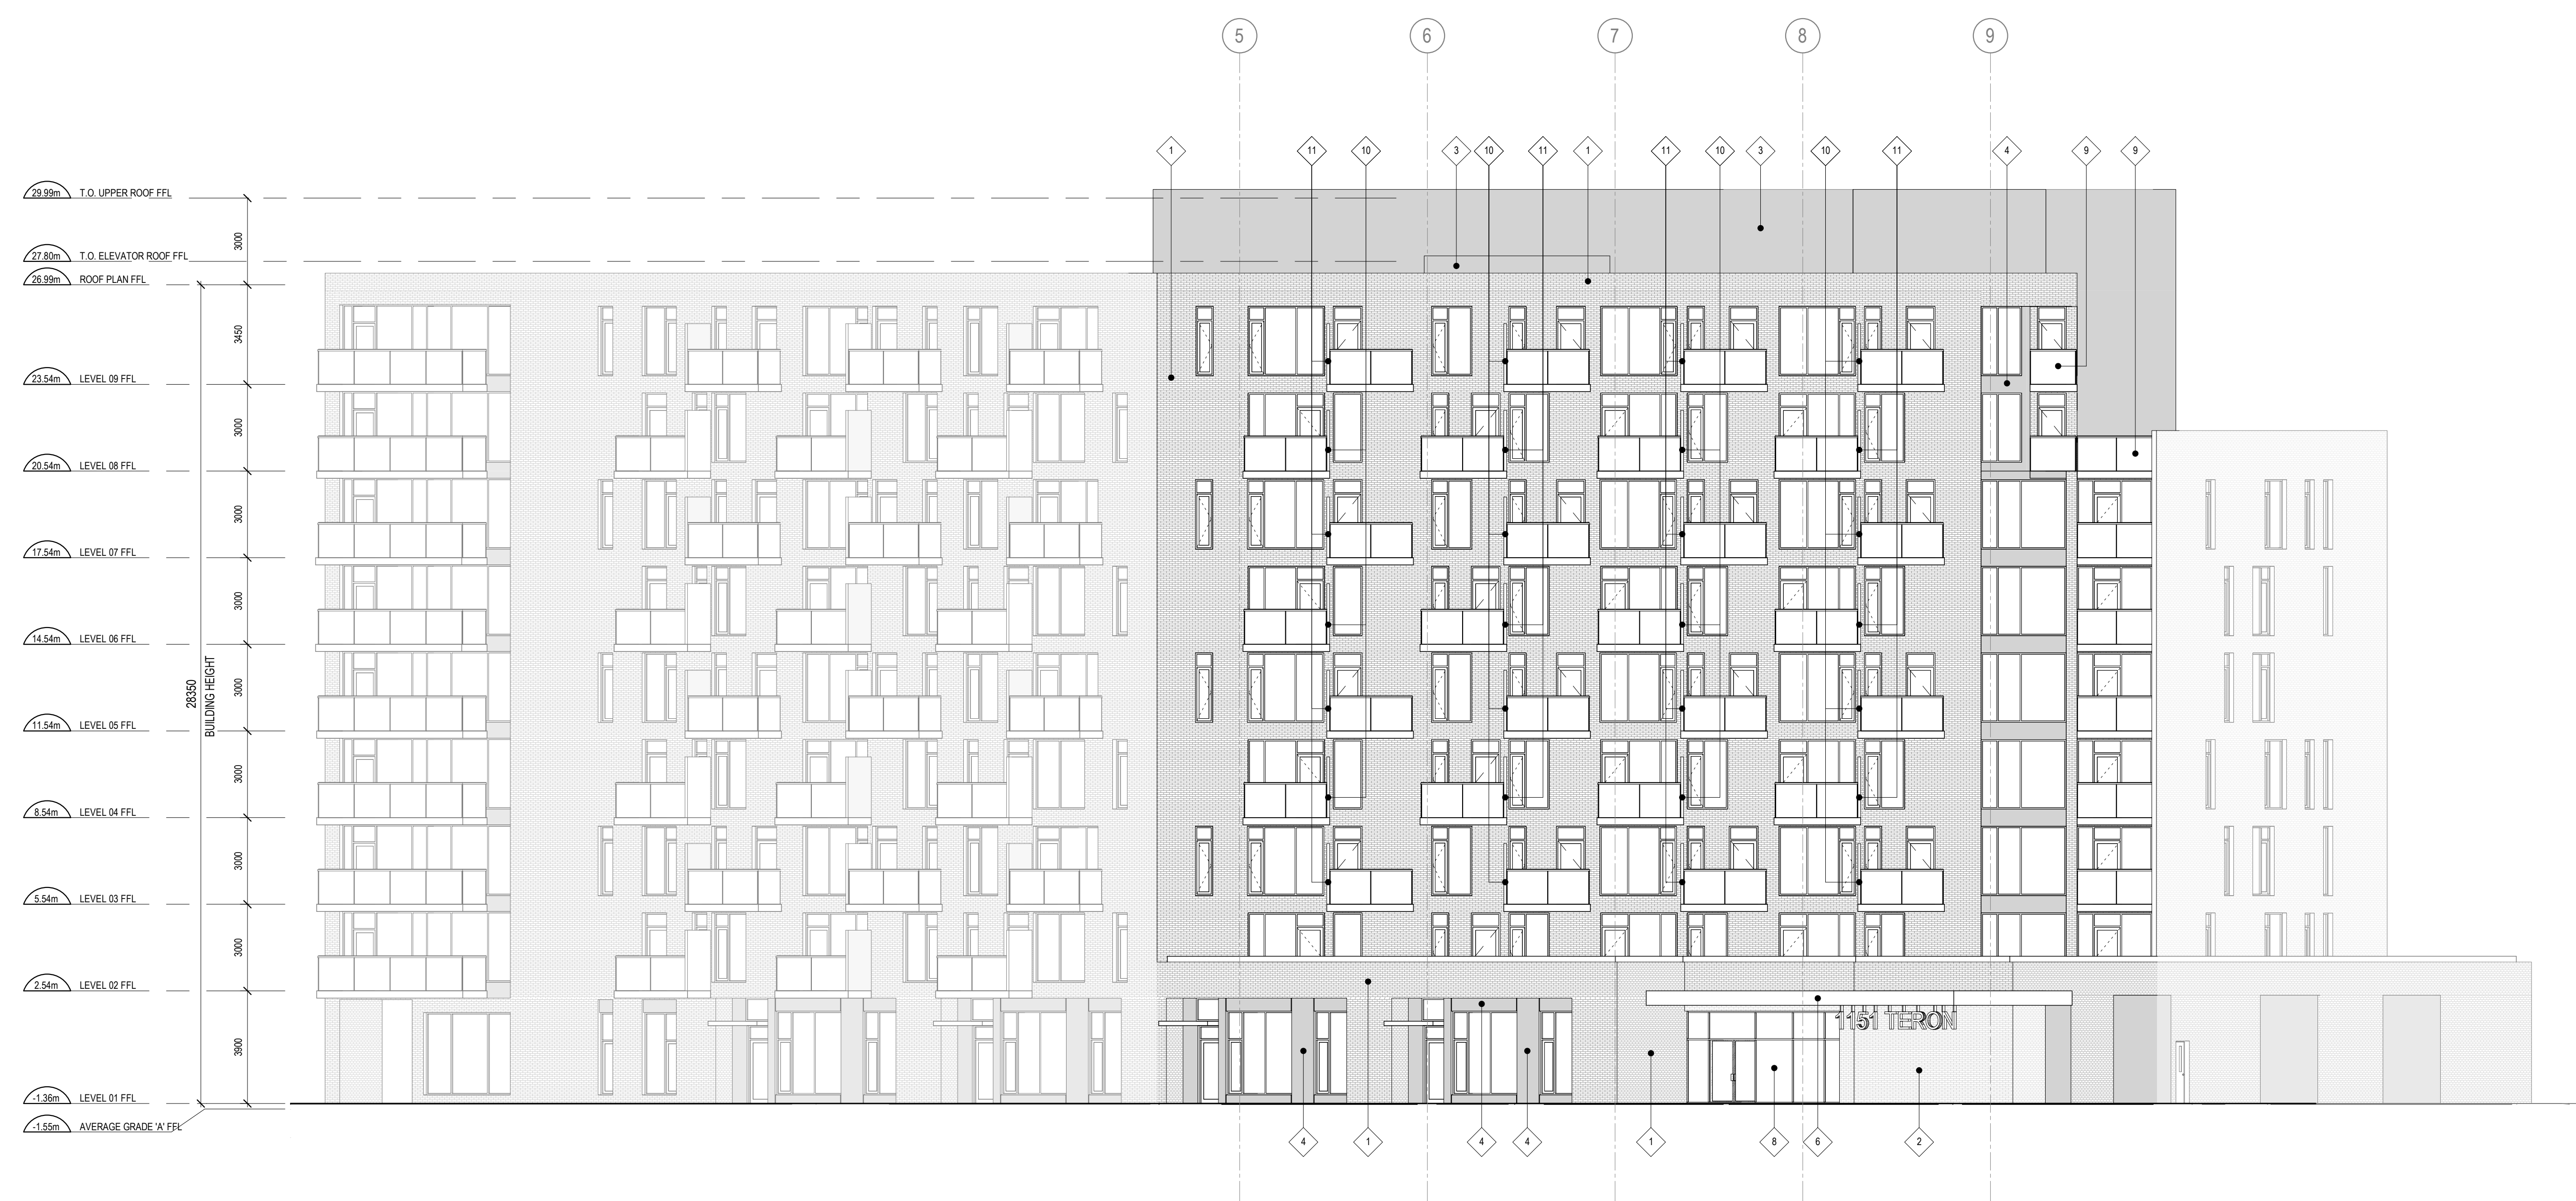 5 6 7 8 9
1 11 10 3 10 11 1 11 10 3 10 11 4 9 9
29.99m T.O. UPPER ROOF FFL
3000
27.80m T.O. ELEVATOR ROOF FFL
26.99m ROOF PLAN FFL
3450
23.54m LEVEL 09 FFL
3000
20.54m LEVEL 08 FFL
3000
17.54m LEVEL 07 FFL
3000
14.54m LEVEL 06 FFL
28350
BUILDING HEIGHT
3000
11.54m LEVEL 05 FFL
3000
8.54m LEVEL 04 FFL
3000
5.54m LEVEL 03 FFL
3000
2.54m LEVEL 02 FFL
1151 TERON
3900
-1.36m LEVEL 01 FFL
-1.55m AVERAGE GRADE 'A' FFL
4 1 4 4 1 8 6 2